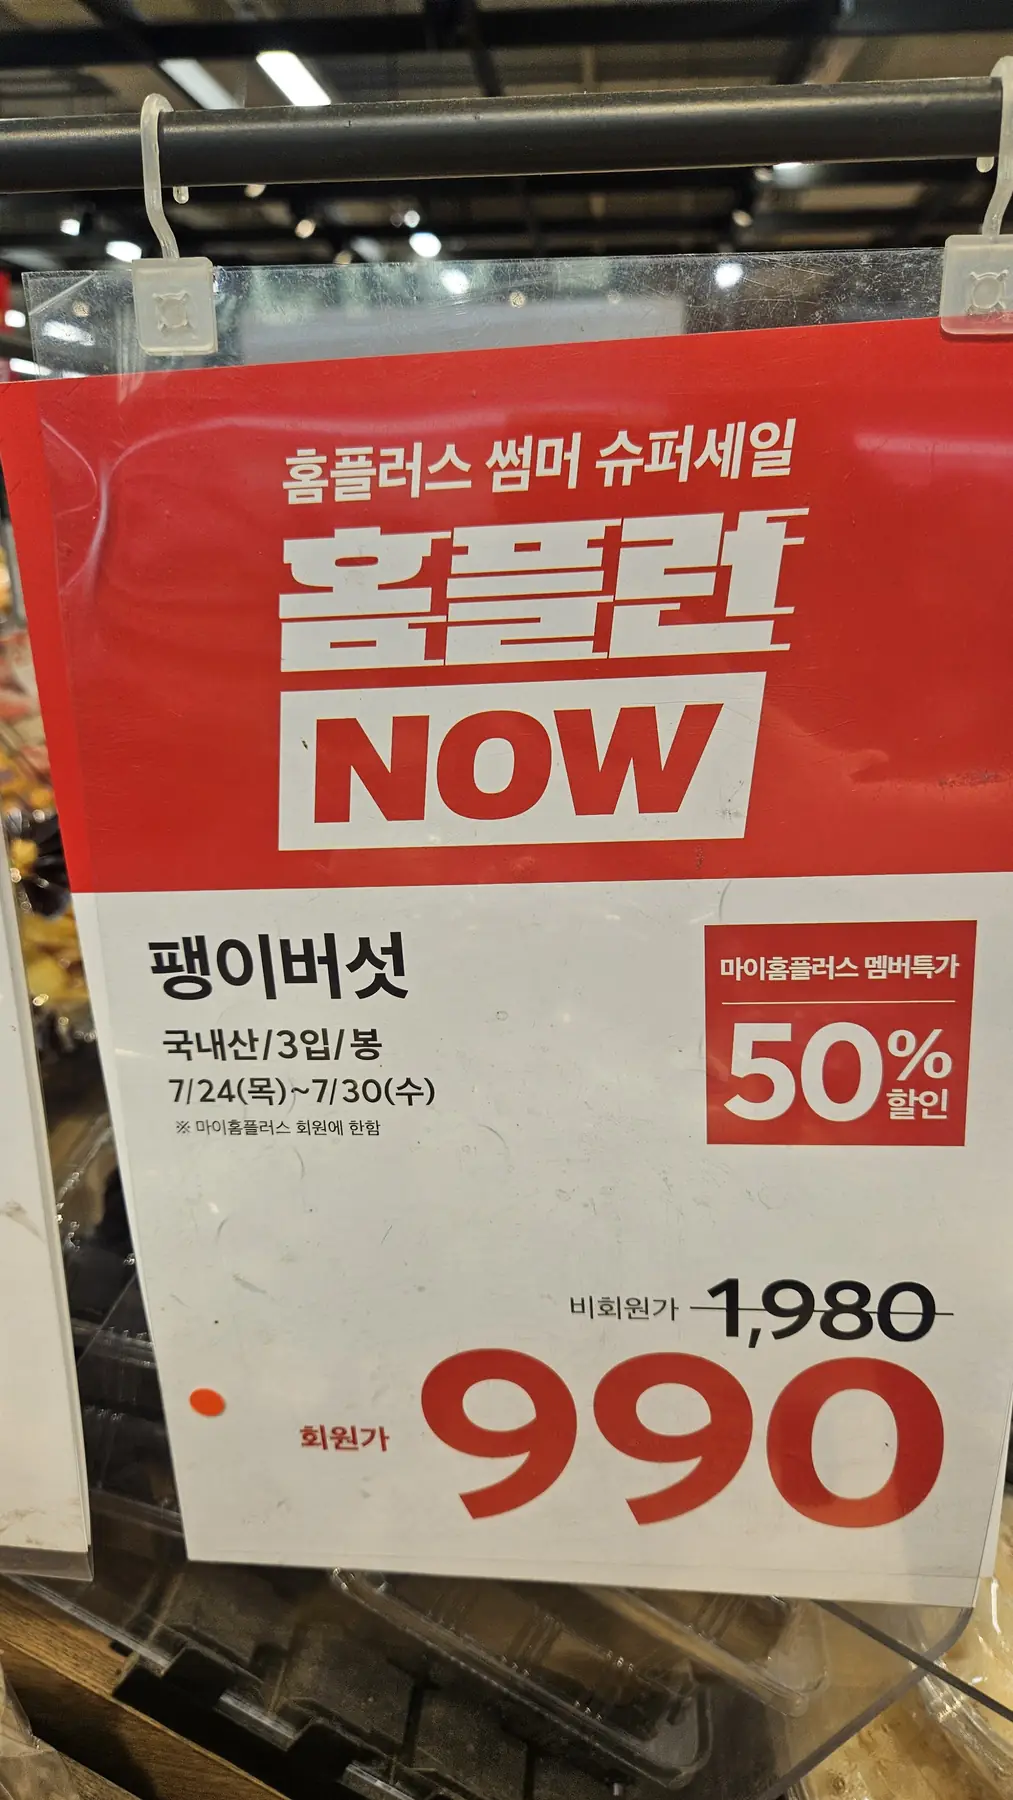 홈플러스 썸머 슈퍼세일
홈플런
NOW
팽이버섯
국내산/3입/봉
7/24(목)~7/30(수)
※ 마이홈플러스 회원에 한함
마이홈플러스 멤버특가
50%
할인
비회원가 1,980
회원가 990